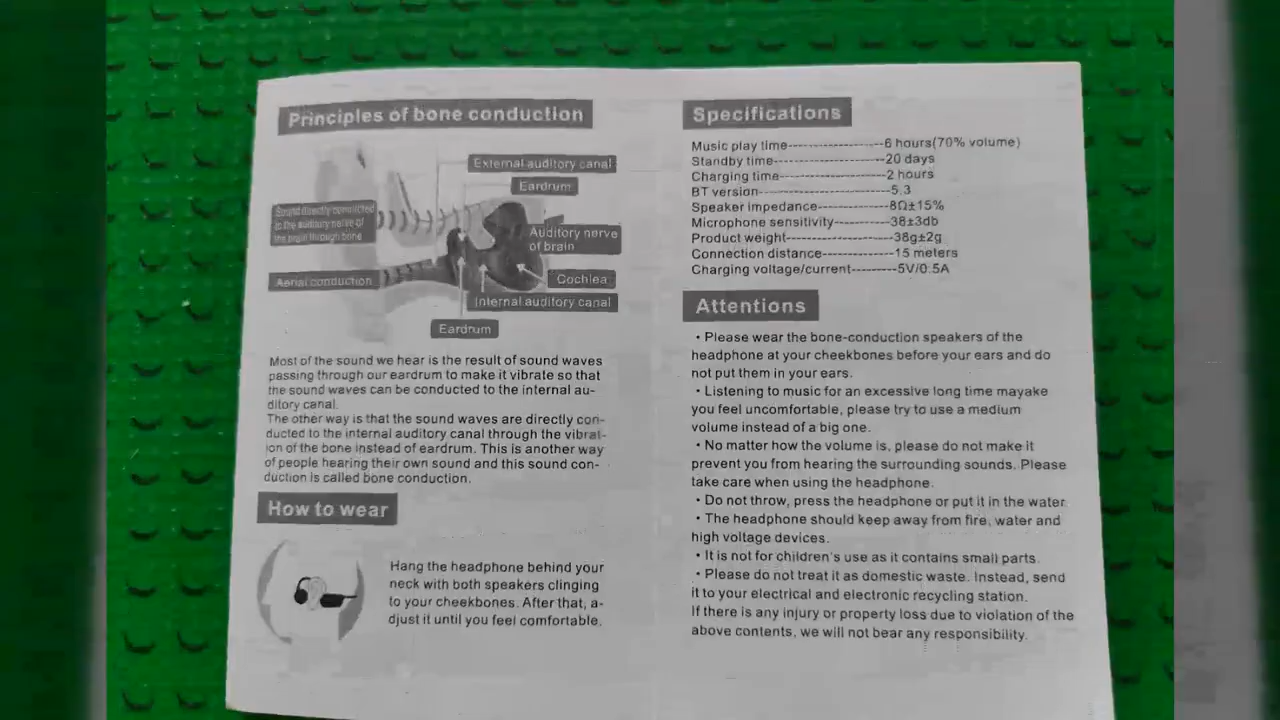 Principles of bone conduction
External auditory canal
Eardrum
Sound directly conducted
to the auditory nerve of
the brain through bone
Auditory nerve
of brain
Aerial conduction
Cochlea
Internal auditory canal
Eardrum
Most of the sound we hear is the result of sound waves
passing through our eardrum to make it vibrate so that
the sound waves can be conducted to the internal au-
ditory canal.
The other way is that the sound waves are directly con-
ducted to the internal auditory canal through the vibrat-
ion of the bone instead of eardrum. This is another way
of people hearing their own sound and this sound con-
duction is called bone conduction.
How to wear
Hang the headphone behind your
neck with both speakers clinging
to your cheekbones. After that, a-
djust it until you feel comfortable.
Specifications
Music play time--------------------6 hours(70% volume)
Standby time-----------------------20 days
Charging time----------------------2 hours
BT version--------------------------5.3
Speaker impedance--------------8Ω±15%
Microphone sensitivity-----------38±3db
Product weight---------------------38g±2g
Connection distance--------------15 meters
Charging voltage/current---------5V/0.5A
Attentions
• Please wear the bone-conduction speakers of the
headphone at your cheekbones before your ears and do
not put them in your ears.
• Listening to music for an excessive long time mayake
you feel uncomfortable, please try to use a medium
volume instead of a big one.
• No matter how the volume is, please do not make it
prevent you from hearing the surrounding sounds. Please
take care when using the headphone.
• Do not throw, press the headphone or put it in the water.
• The headphone should keep away from fire, water and
high voltage devices.
• It is not for children's use as it contains small parts.
• Please do not treat it as domestic waste. Instead, send
it to your electrical and electronic recycling station.
If there is any injury or property loss due to violation of the
above contents, we will not bear any responsibility.